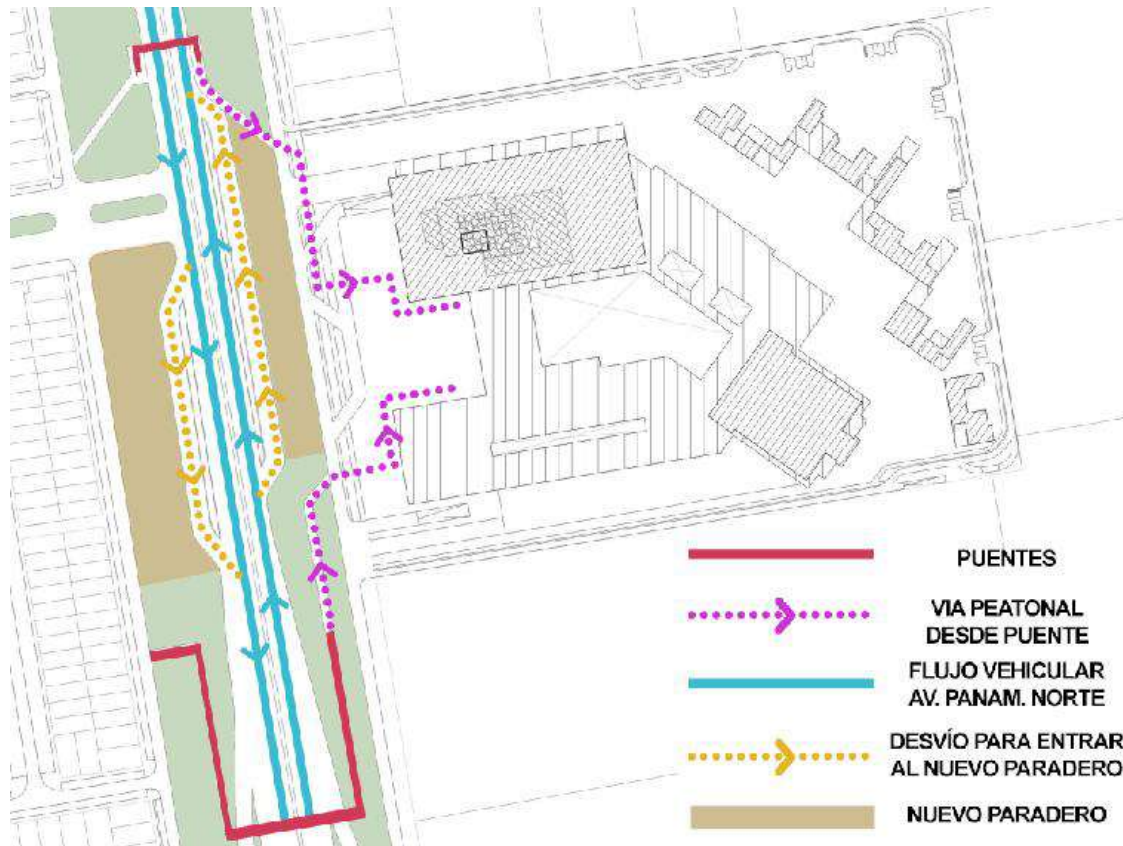 PUENTES
VIA PEATONAL
DESDE PUENTE
FLUJO VEHICULAR
AV. PANAM. NORTE
DESVÍO PARA ENTRAR
AL NUEVO PARADERO
NUEVO PARADERO